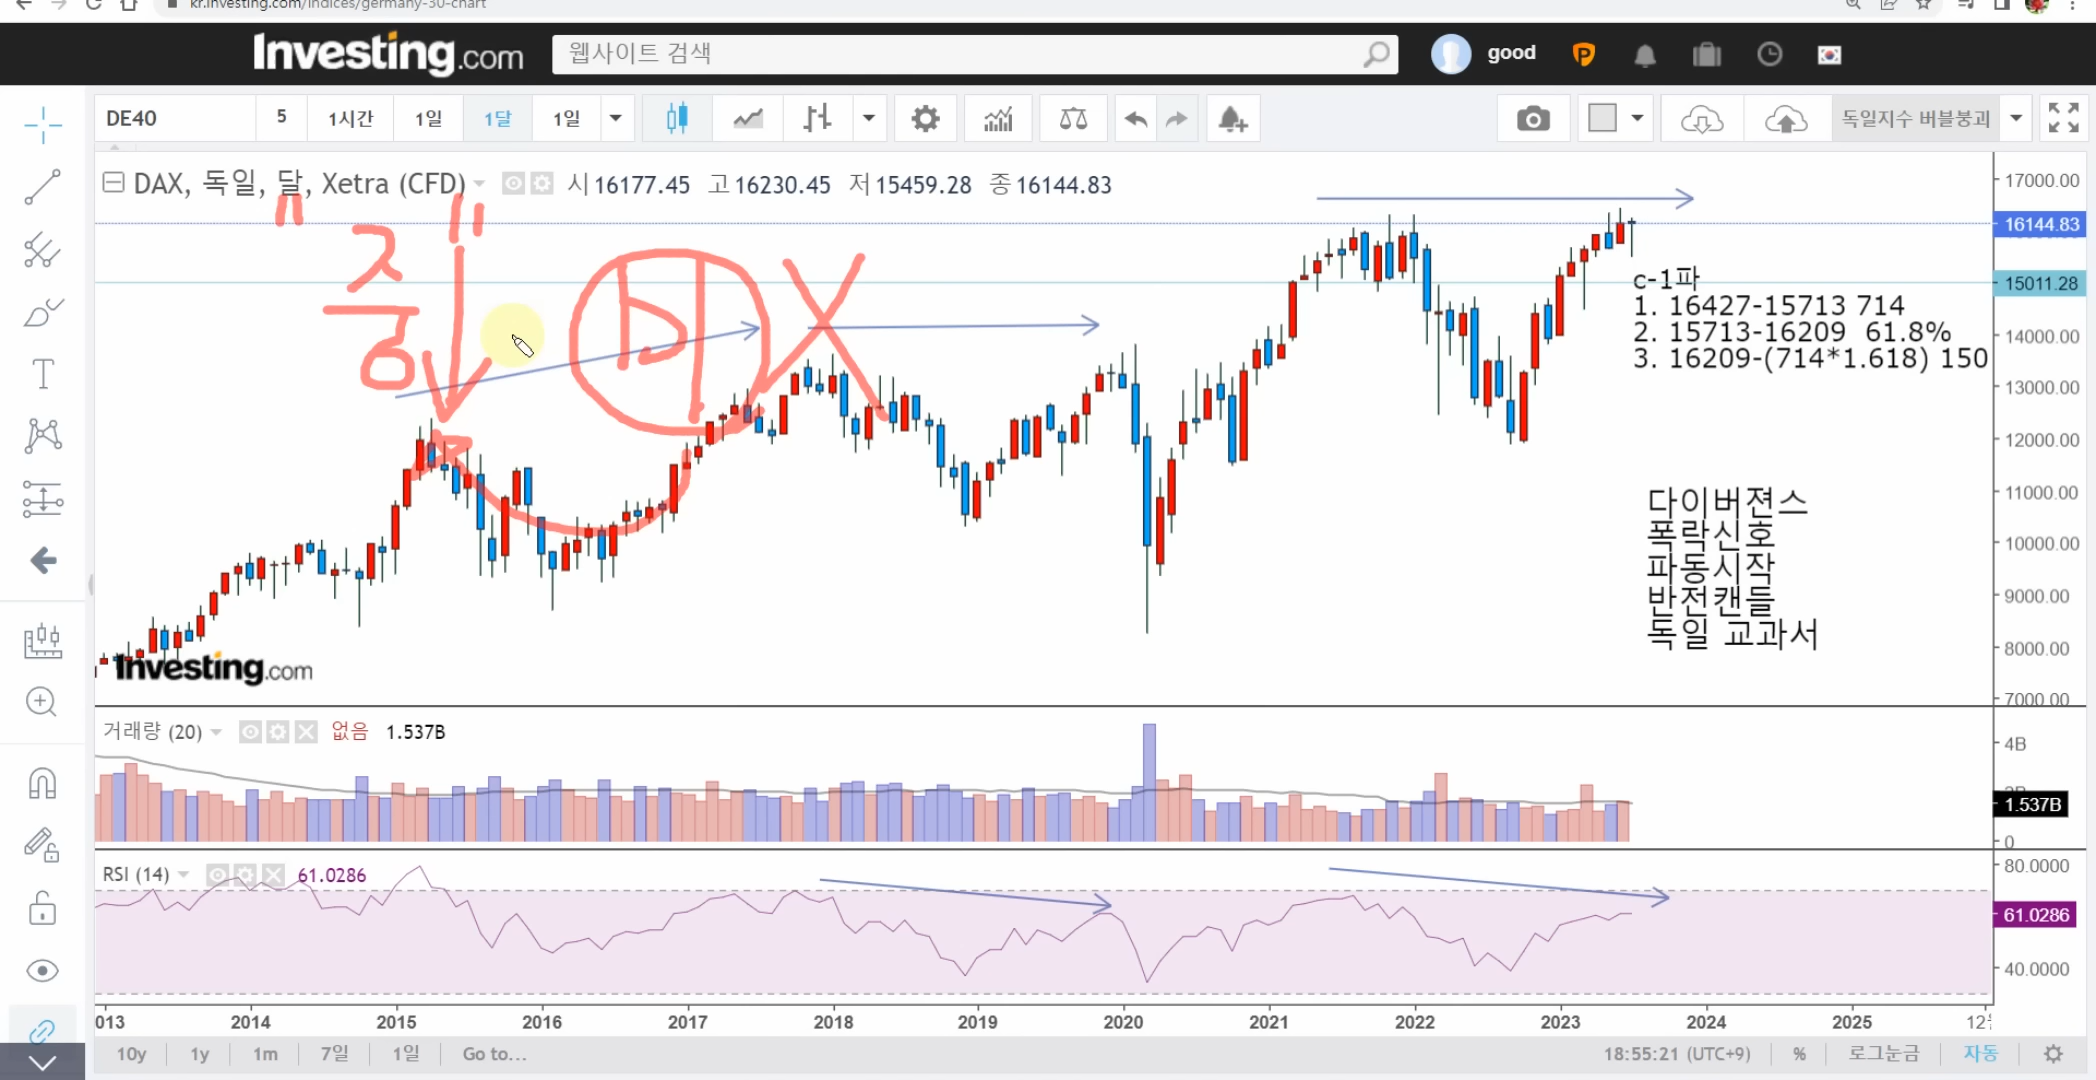 kr.investing.com/indices/germany-30-chart
Investing.com
웹사이트 검색
good
DE40
5
1시간
1일
1달
1일
독일지수 버블붕괴
DAX, 독일, 달, Xetra (CFD)
시 16177.45 고 16230.45 저 15459.28 종 16144.83
17000.00
16144.83
15011.28
14000.00
13000.00
12000.00
11000.00
10000.00
9000.00
8000.00
7000.00
c-1파
1. 16427-15713 714
2. 15713-16209 61.8%
3. 16209-(714*1.618) 150
다이버젼스
폭락신호
파동시작
반전캔들
독일 교과서
Investing.com
거래량 (20)
없음 1.537B
4B
1.537B
0
RSI (14)
61.0286
80.0000
61.0286
40.0000
013 2014 2015 2016 2017 2018 2019 2020 2021 2022 2023 2024 2025
10y 1y 1m 7일 1일 Go to...
18:55:21 (UTC+9) % 로그눈금 자동